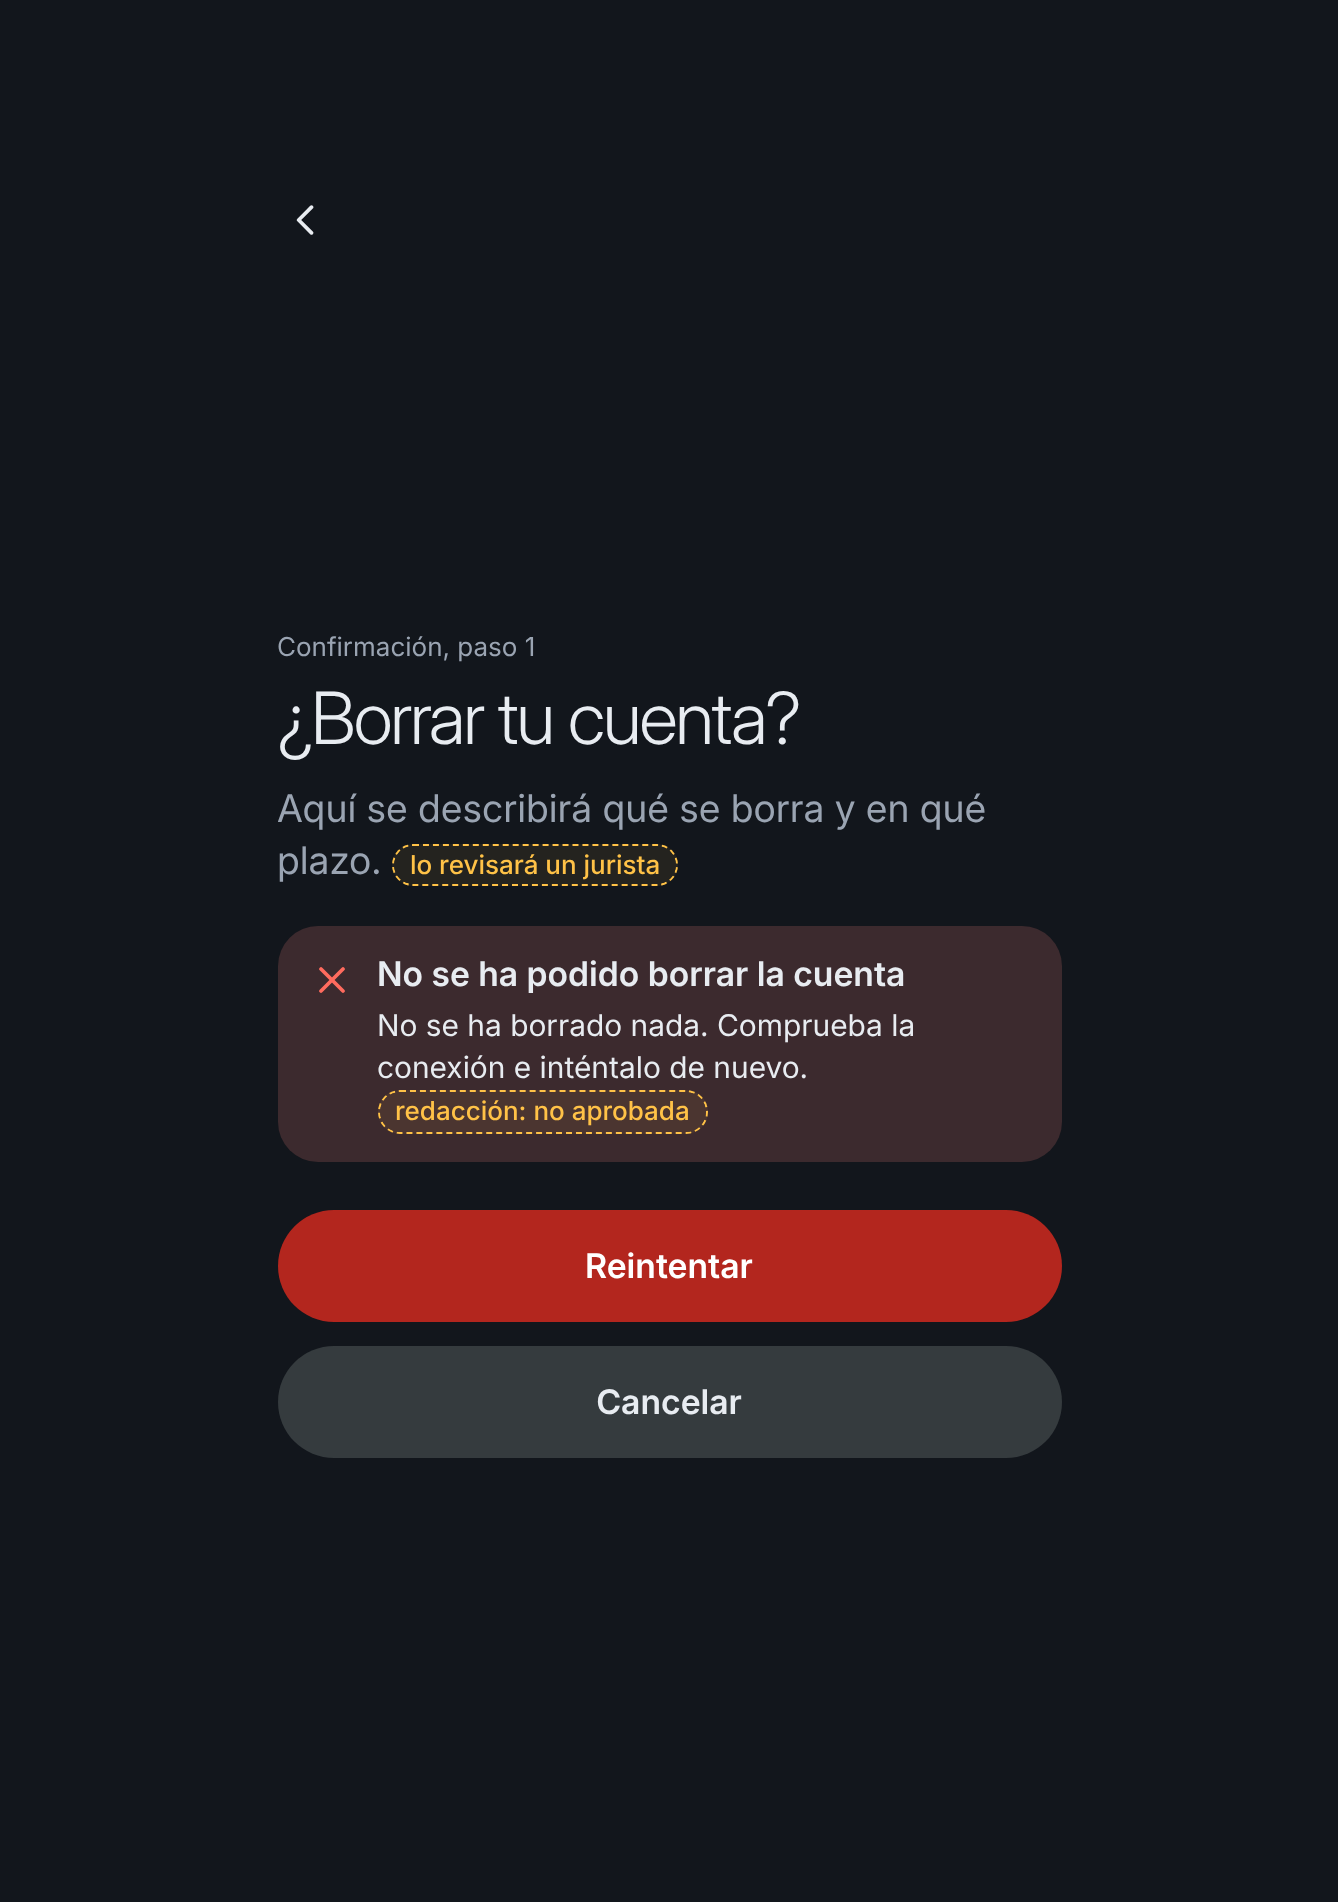 Confirmación, paso 1
¿Borrar tu cuenta?
Aquí se describirá qué se borra y en qué
plazo. lo revisará un jurista
No se ha podido borrar la cuenta
No se ha borrado nada. Comprueba la
conexión e inténtalo de nuevo.
redacción: no aprobada
Reintentar
Cancelar